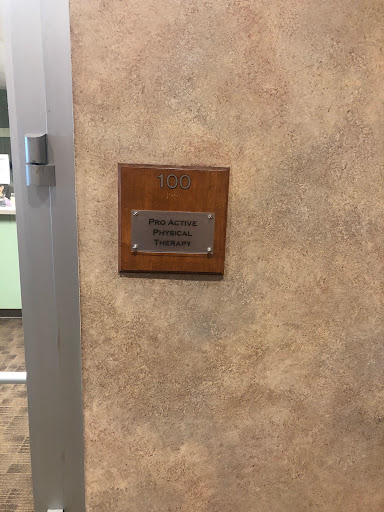 100
PRO ACTIVE
PHYSICAL
THERAPY